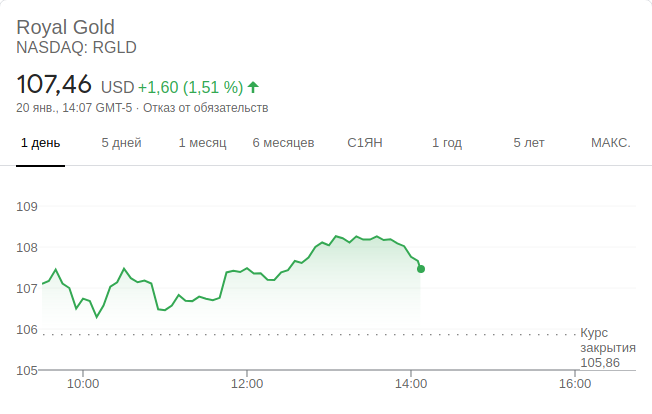 Royal Gold
NASDAQ: RGLD
107,46 USD +1,60 (1,51 %)
20 янв., 14:07 GMT-5 · Отказ от обязательств
1 день 5 дней 1 месяц 6 месяцев С1ЯН 1 год 5 лет МАКС.
109
108
107
106
Курс
закрытия
105,86
105
10:00 12:00 14:00 16:00